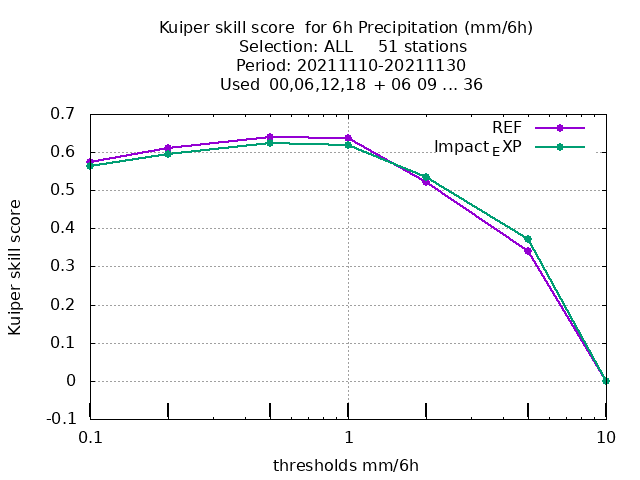 Kuiper skill score  for 6h Precipitation (mm/6h)
Selection: ALL     51 stations
Period: 20211110-20211130
Used  00,06,12,18  + 06 09 ... 36
REF
Impact_EXP
0.7
0.6
0.5
0.4
0.3
0.2
0.1
0
-0.1
Kuiper skill score
0.1
1
10
thresholds mm/6h